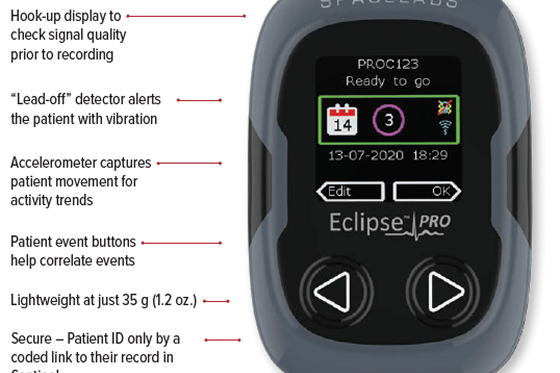 SPACELABS
Hook-up display to
check signal quality
prior to recording
“Lead-off” detector alerts
the patient with vibration
Accelerometer captures
patient movement for
activity trends
Patient event buttons
help correlate events
Lightweight at just 35 g (1.2 oz.)
Secure – Patient ID only by a
coded link to their record in
Sentinel
PROC123
Ready to go
14
3
13-07-2020 18:29
Edit
OK
Eclipse™ PRO